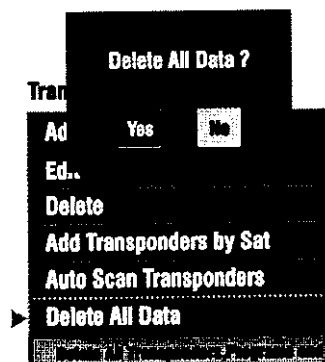 Delete All Data ?
Tran
Yes No
Ad
Ed..
Delete
Add Transponders by Sat
Auto Scan Transponders
Delete All Data